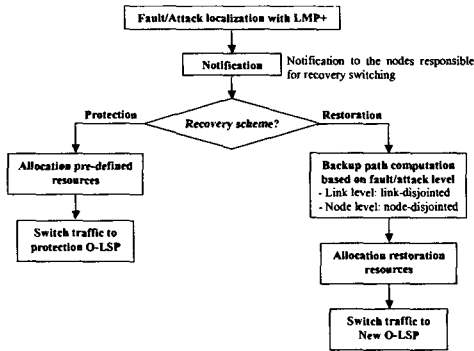 Fault/Attack localization with LMP+
Notification
Notification to the nodes responsible
for recovery switching
Protection
Recovery scheme?
Restoration
Allocation pre-defined
resources
Switch traffic to
protection O-LSP
Backup path computation
based on fault/attack level
- Link level: link-disjointed
- Node level: node-disjointed
Allocation restoration
resources
Switch traffic to
New O-LSP